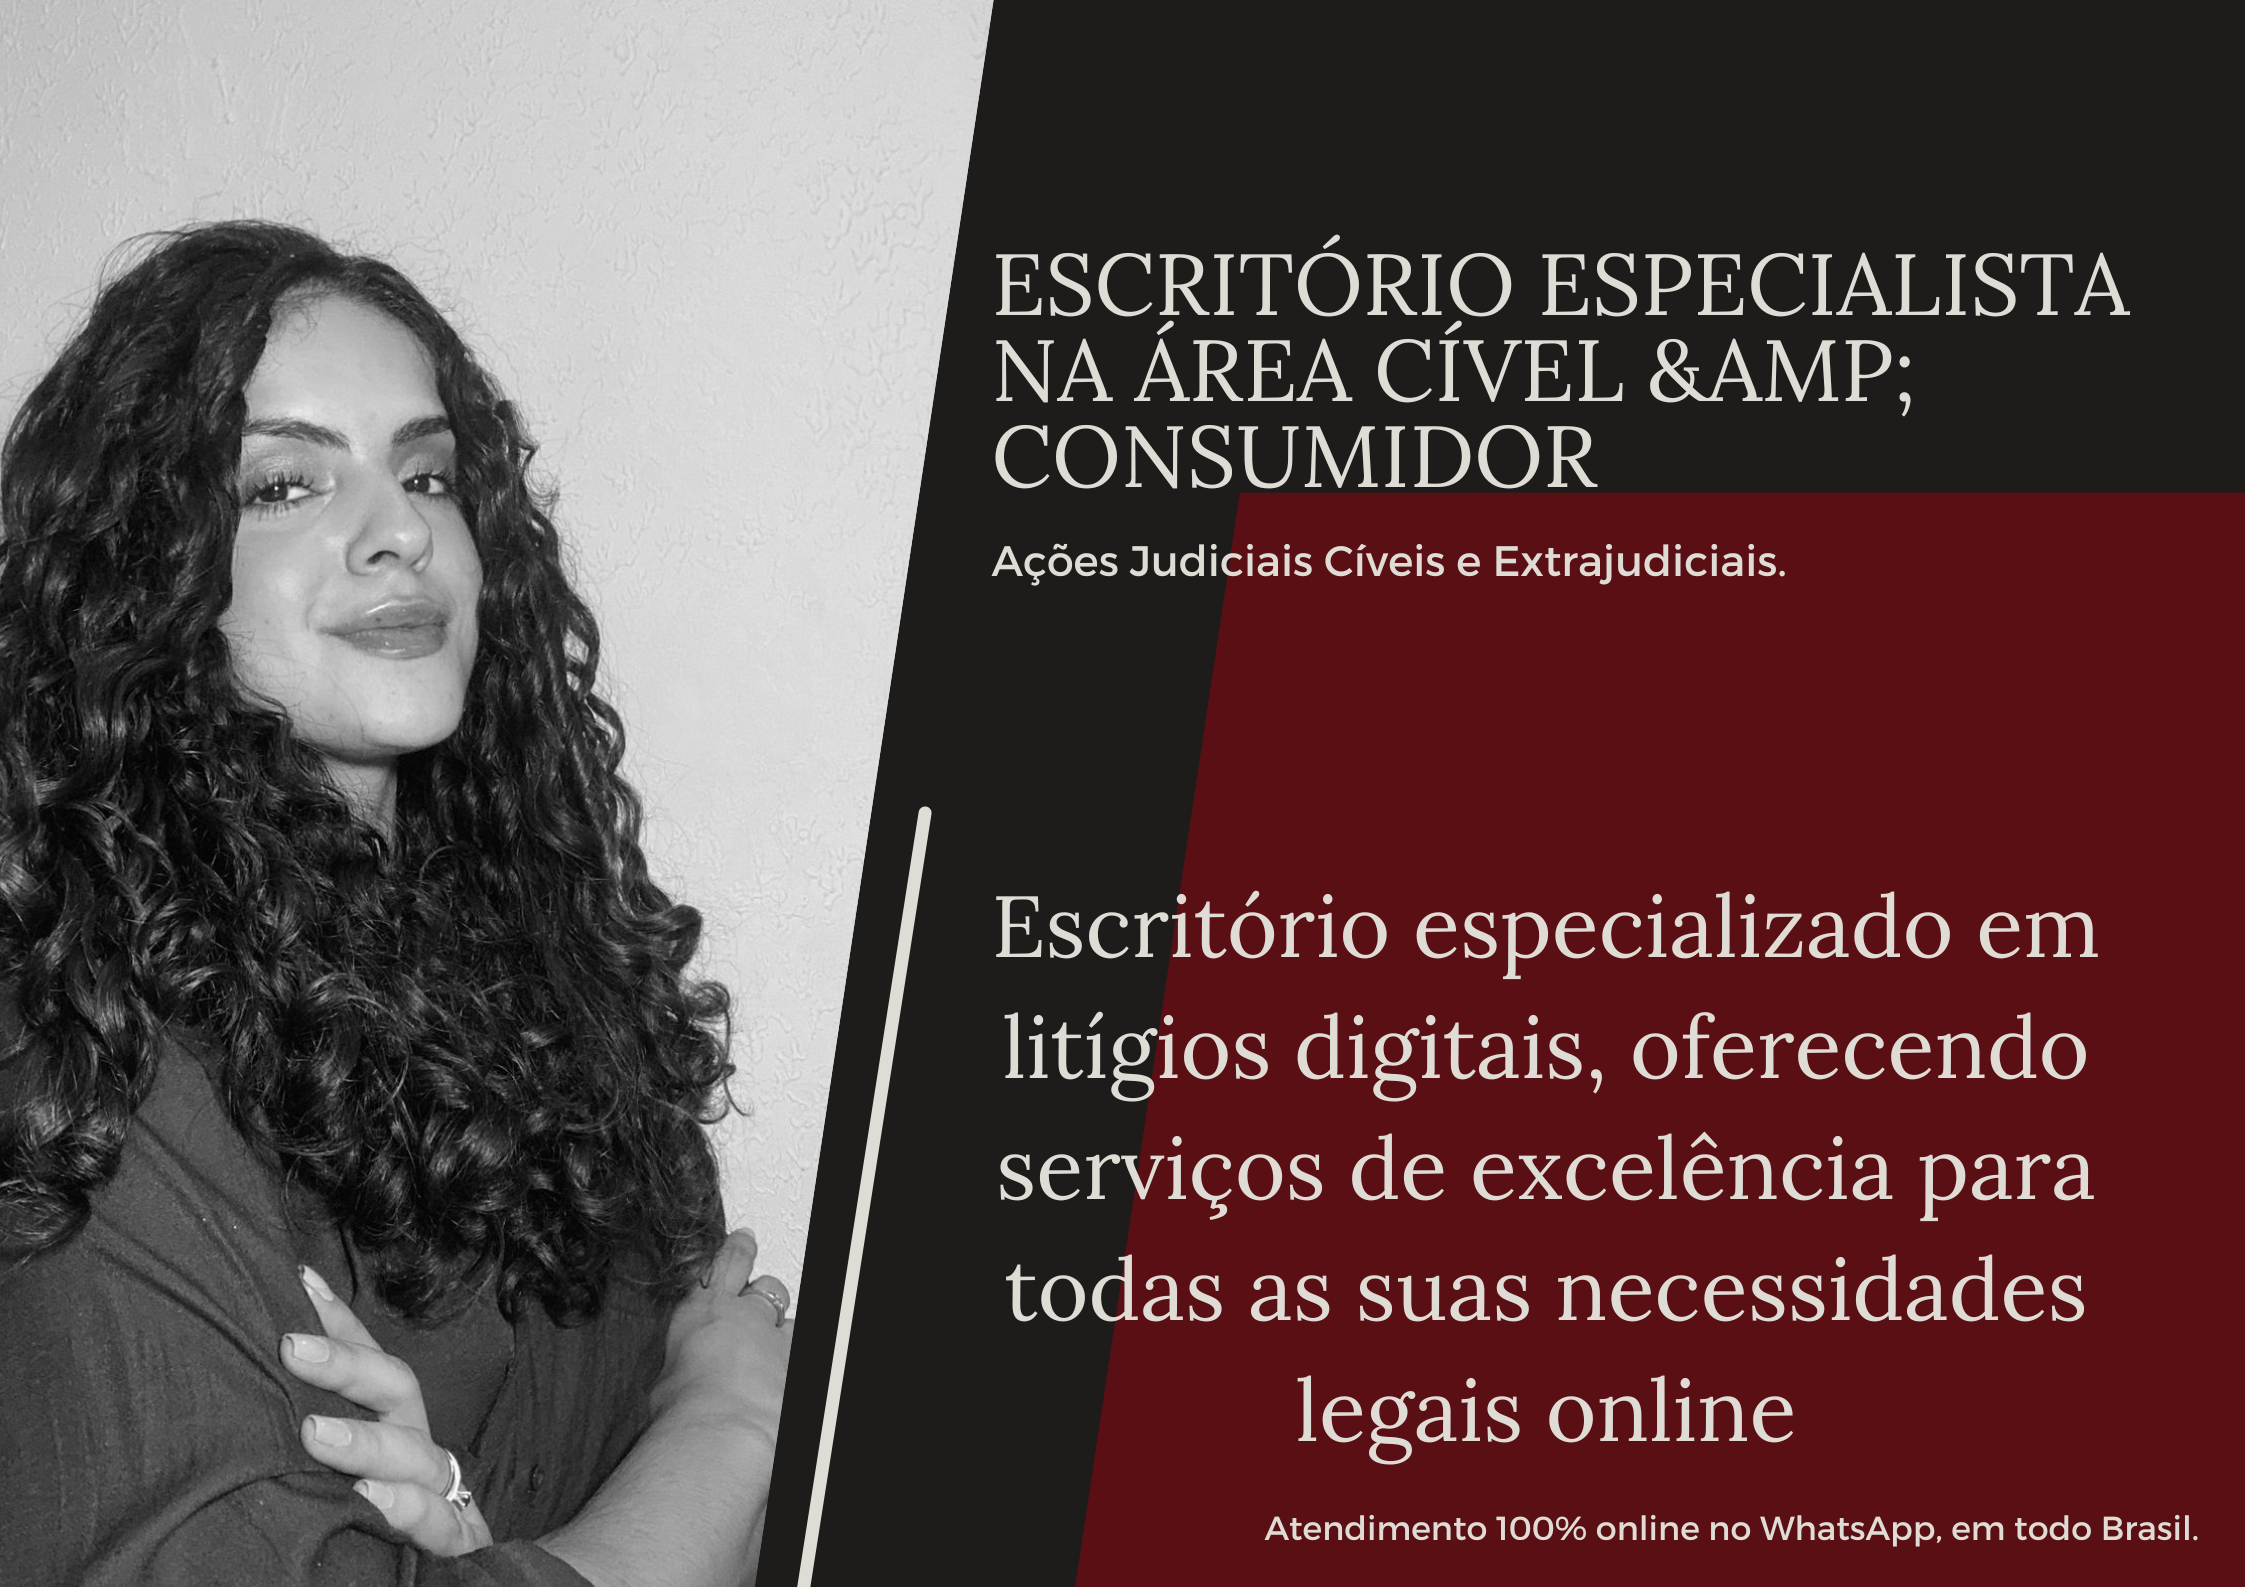 ESCRITÓRIO ESPECIALISTA
NA ÁREA CÍVEL &AMP;
CONSUMIDOR
Ações Judiciais Cíveis e Extrajudiciais.
Escritório especializado em
litígios digitais, oferecendo
serviços de excelência para
todas as suas necessidades
legais online
Atendimento 100% online no WhatsApp, em todo Brasil.